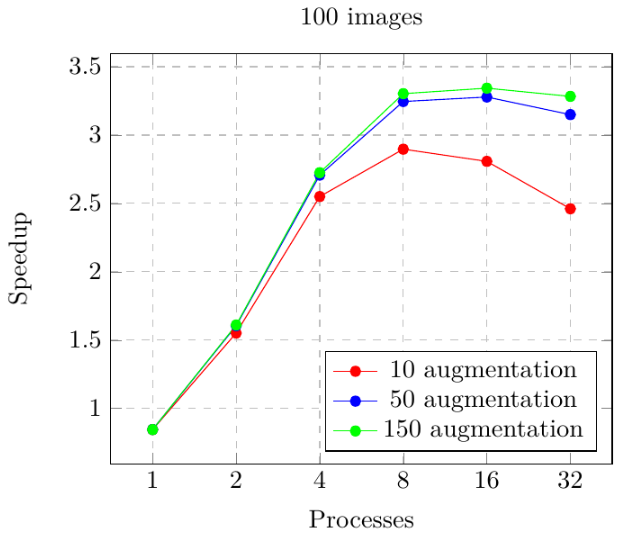 100 images
3.5
3
2.5
2
1.5
1
Speedup
10 augmentation
50 augmentation
150 augmentation
1 2 4 8 16 32
Processes